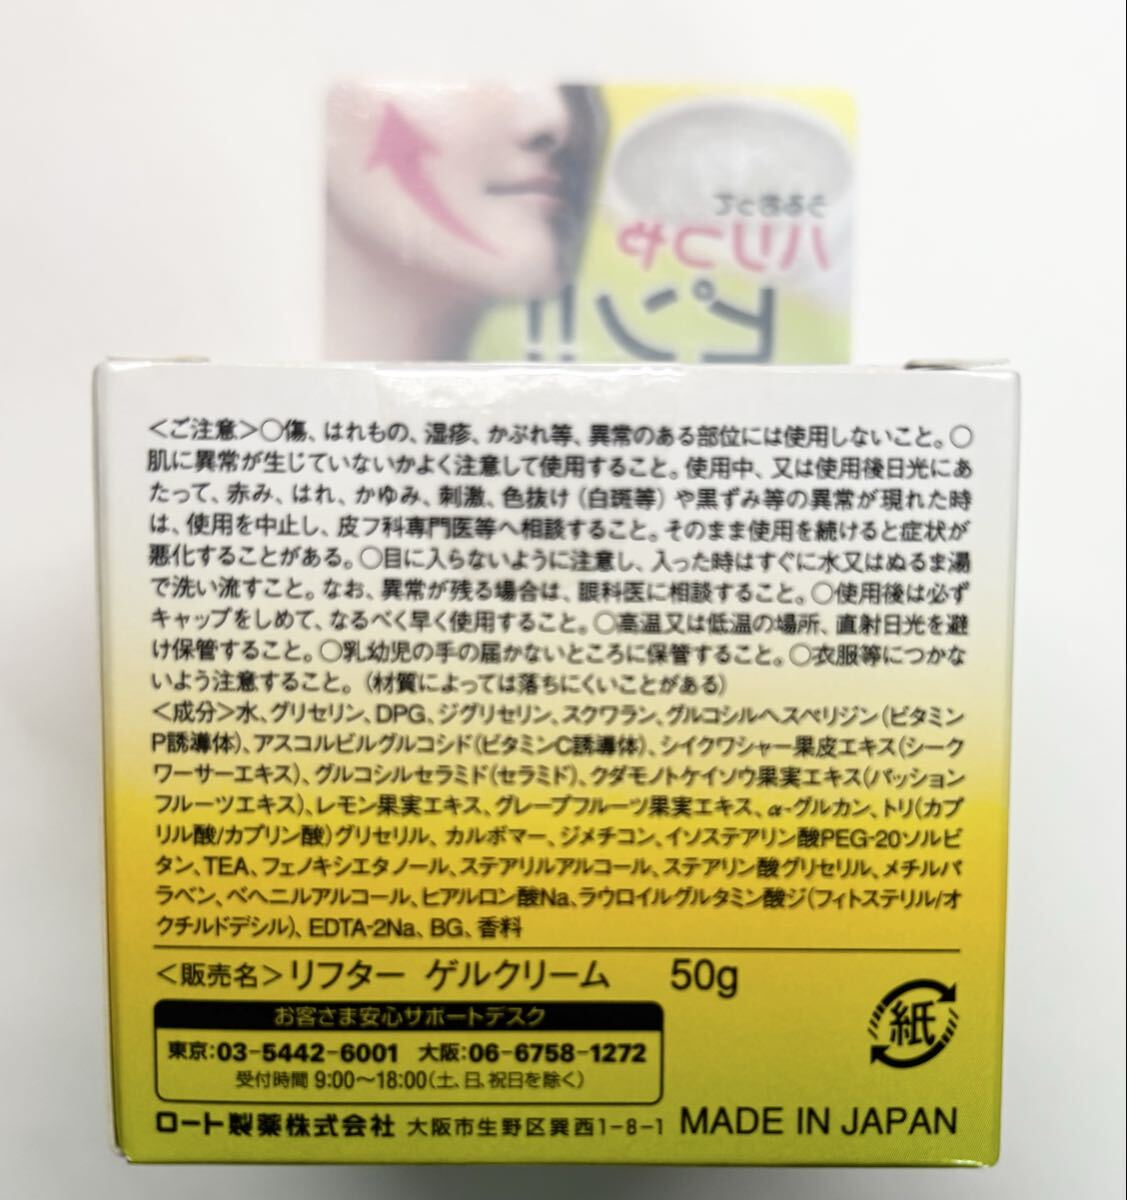 うるおって
ハリつや
ピン!!
＜ご注意＞○傷、はれもの、湿疹、かぶれ等、異常のある部位には使用しないこと。○
肌に異常が生じていないかよく注意して使用すること。使用中、又は使用後日光にあ
たって、赤み、はれ、かゆみ、刺激、色抜け（白斑等）や黒ずみ等の異常が現れた時
は、使用を中止し、皮フ科専門医等へ相談すること。そのまま使用を続けると症状が
悪化することがある。○目に入らないように注意し、入った時はすぐに水又はぬるま湯
で洗い流すこと。なお、異常が残る場合は、眼科医に相談すること。○使用後は必ず
キャップをしめて、なるべく早く使用すること。○高温又は低温の場所、直射日光を避
け保管すること。○乳幼児の手の届かないところに保管すること。○衣服等につかな
いよう注意すること。（材質によっては落ちにくいことがある）
＜成分＞水、グリセリン、DPG、ジグリセリン、スクワラン、グルコシルヘスペリジン（ビタミン
P誘導体）、アスコルビルグルコシド（ビタミンC誘導体）、シイクワシャー果皮エキス（シーク
ワーサーエキス）、グルコシルセラミド（セラミド）、クダモノトケイソウ果実エキス（パッション
フルーツエキス）、レモン果実エキス、グレープフルーツ果実エキス、α-グルカン、トリ（カプ
リル酸/カプリン酸）グリセリル、カルボマー、ジメチコン、イソステアリン酸PEG-20ソルビ
タン、TEA、フェノキシエタノール、ステアリルアルコール、ステアリン酸グリセリル、メチルパ
ラベン、ベヘニルアルコール、ヒアルロン酸Na、ラウロイルグルタミン酸ジ（フィトステリル/オ
クチルドデシル）、EDTA-2Na、BG、香料
＜販売名＞リフター ゲルクリーム 50g
紙
お客さま安心サポートデスク
東京：03-5442-6001 大阪：06-6758-1272
受付時間 9:00〜18:00（土、日、祝日を除く）
ロート製薬株式会社 大阪市生野区巽西1-8-1 MADE IN JAPAN